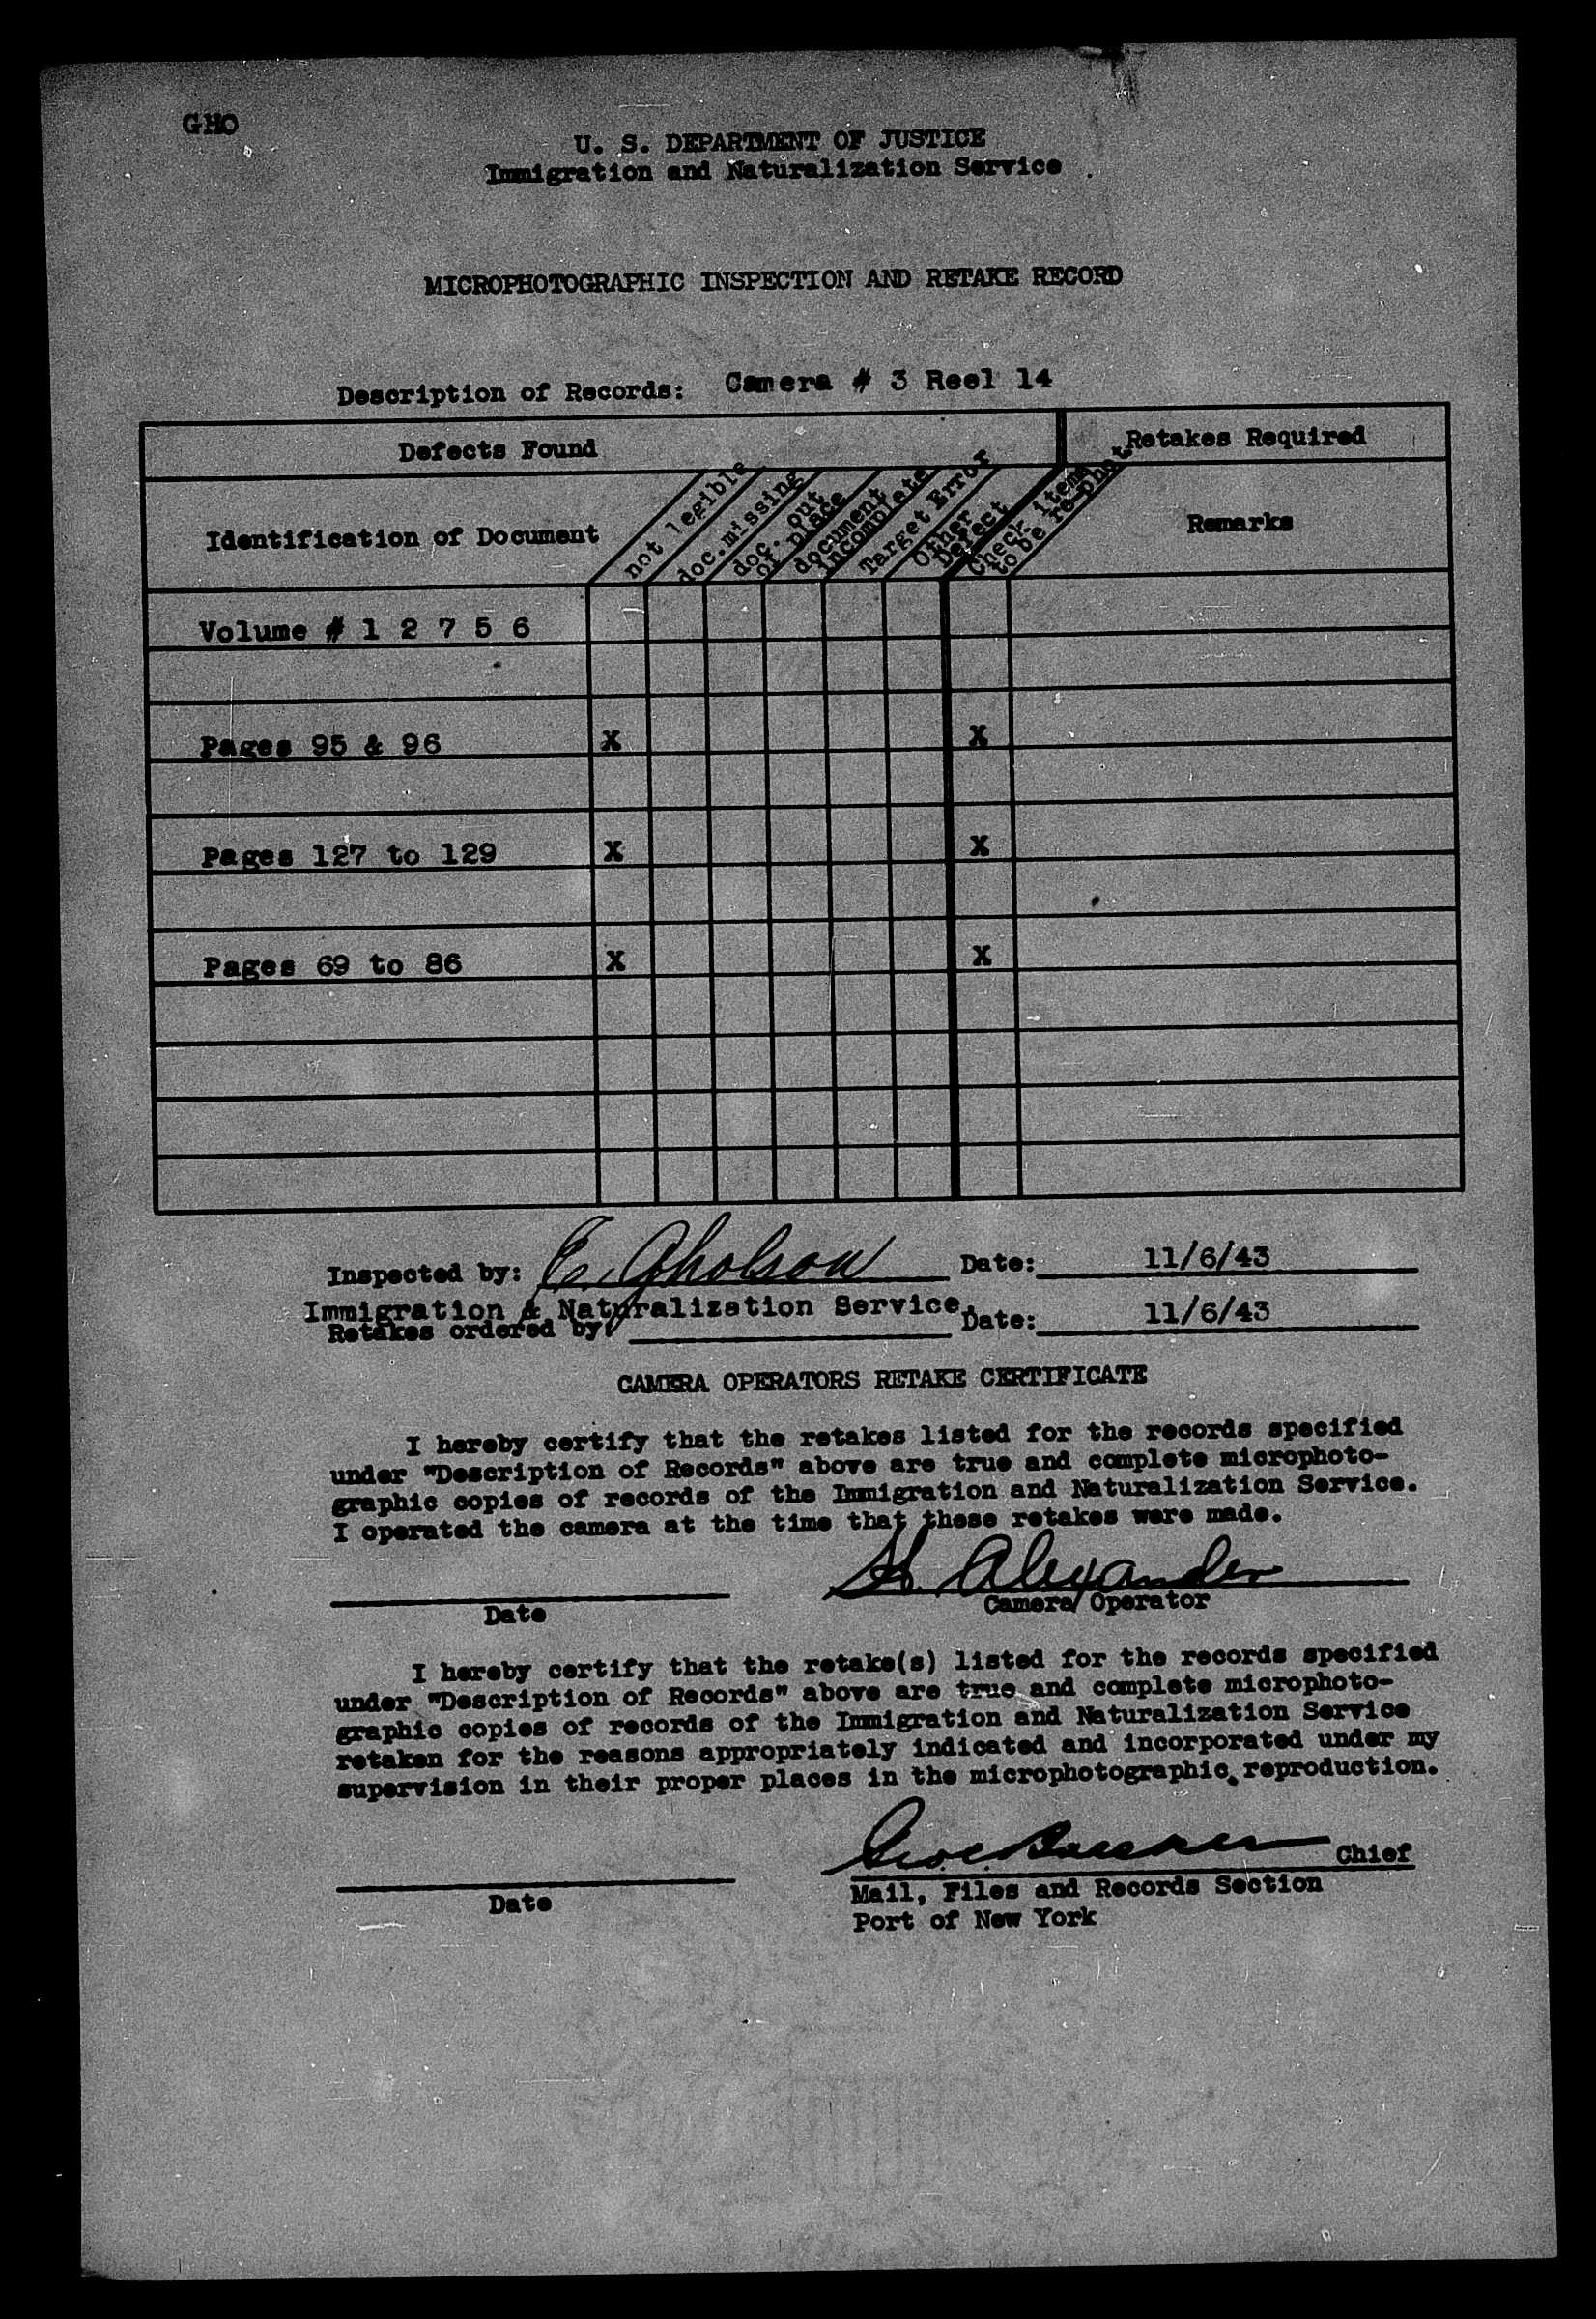 GHO
U. S. DEPARTMENT OF JUSTICE
Immigration and Naturalization Service
MICROPHOTOGRAPHIC INSPECTION AND RETAKE RECORD
Description of Records: Camera # 3 Reel 14
Defects Found
Retakes Required
Identification of Document
not legible
doc.missing
doc. out
of place
document
incomplete
Target Error
Other
Defect
Check items
to be re-phot.
Remarks
Volume # 1 2 7 5 6
Pages 95 & 96 X X
Pages 127 to 129 X X
Pages 69 to 86 X X
Inspected by: E. Gholson Date: 11/6/43
Immigration & Naturalization Service.
Retakes ordered by: Date: 11/6/43
CAMERA OPERATORS RETAKE CERTIFICATE
I hereby certify that the retakes listed for the records specified
under "Description of Records" above are true and complete microphoto-
graphic copies of records of the Immigration and Naturalization Service.
I operated the camera at the time that these retakes were made.
Alexander
Date
Camera Operator
I hereby certify that the retake(s) listed for the records specified
under "Description of Records" above are true and complete microphoto-
graphic copies of records of the Immigration and Naturalization Service
retaken for the reasons appropriately indicated and incorporated under my
supervision in their proper places in the microphotographic reproduction.
Chief
Date
Mail, Files and Records Section
Port of New York